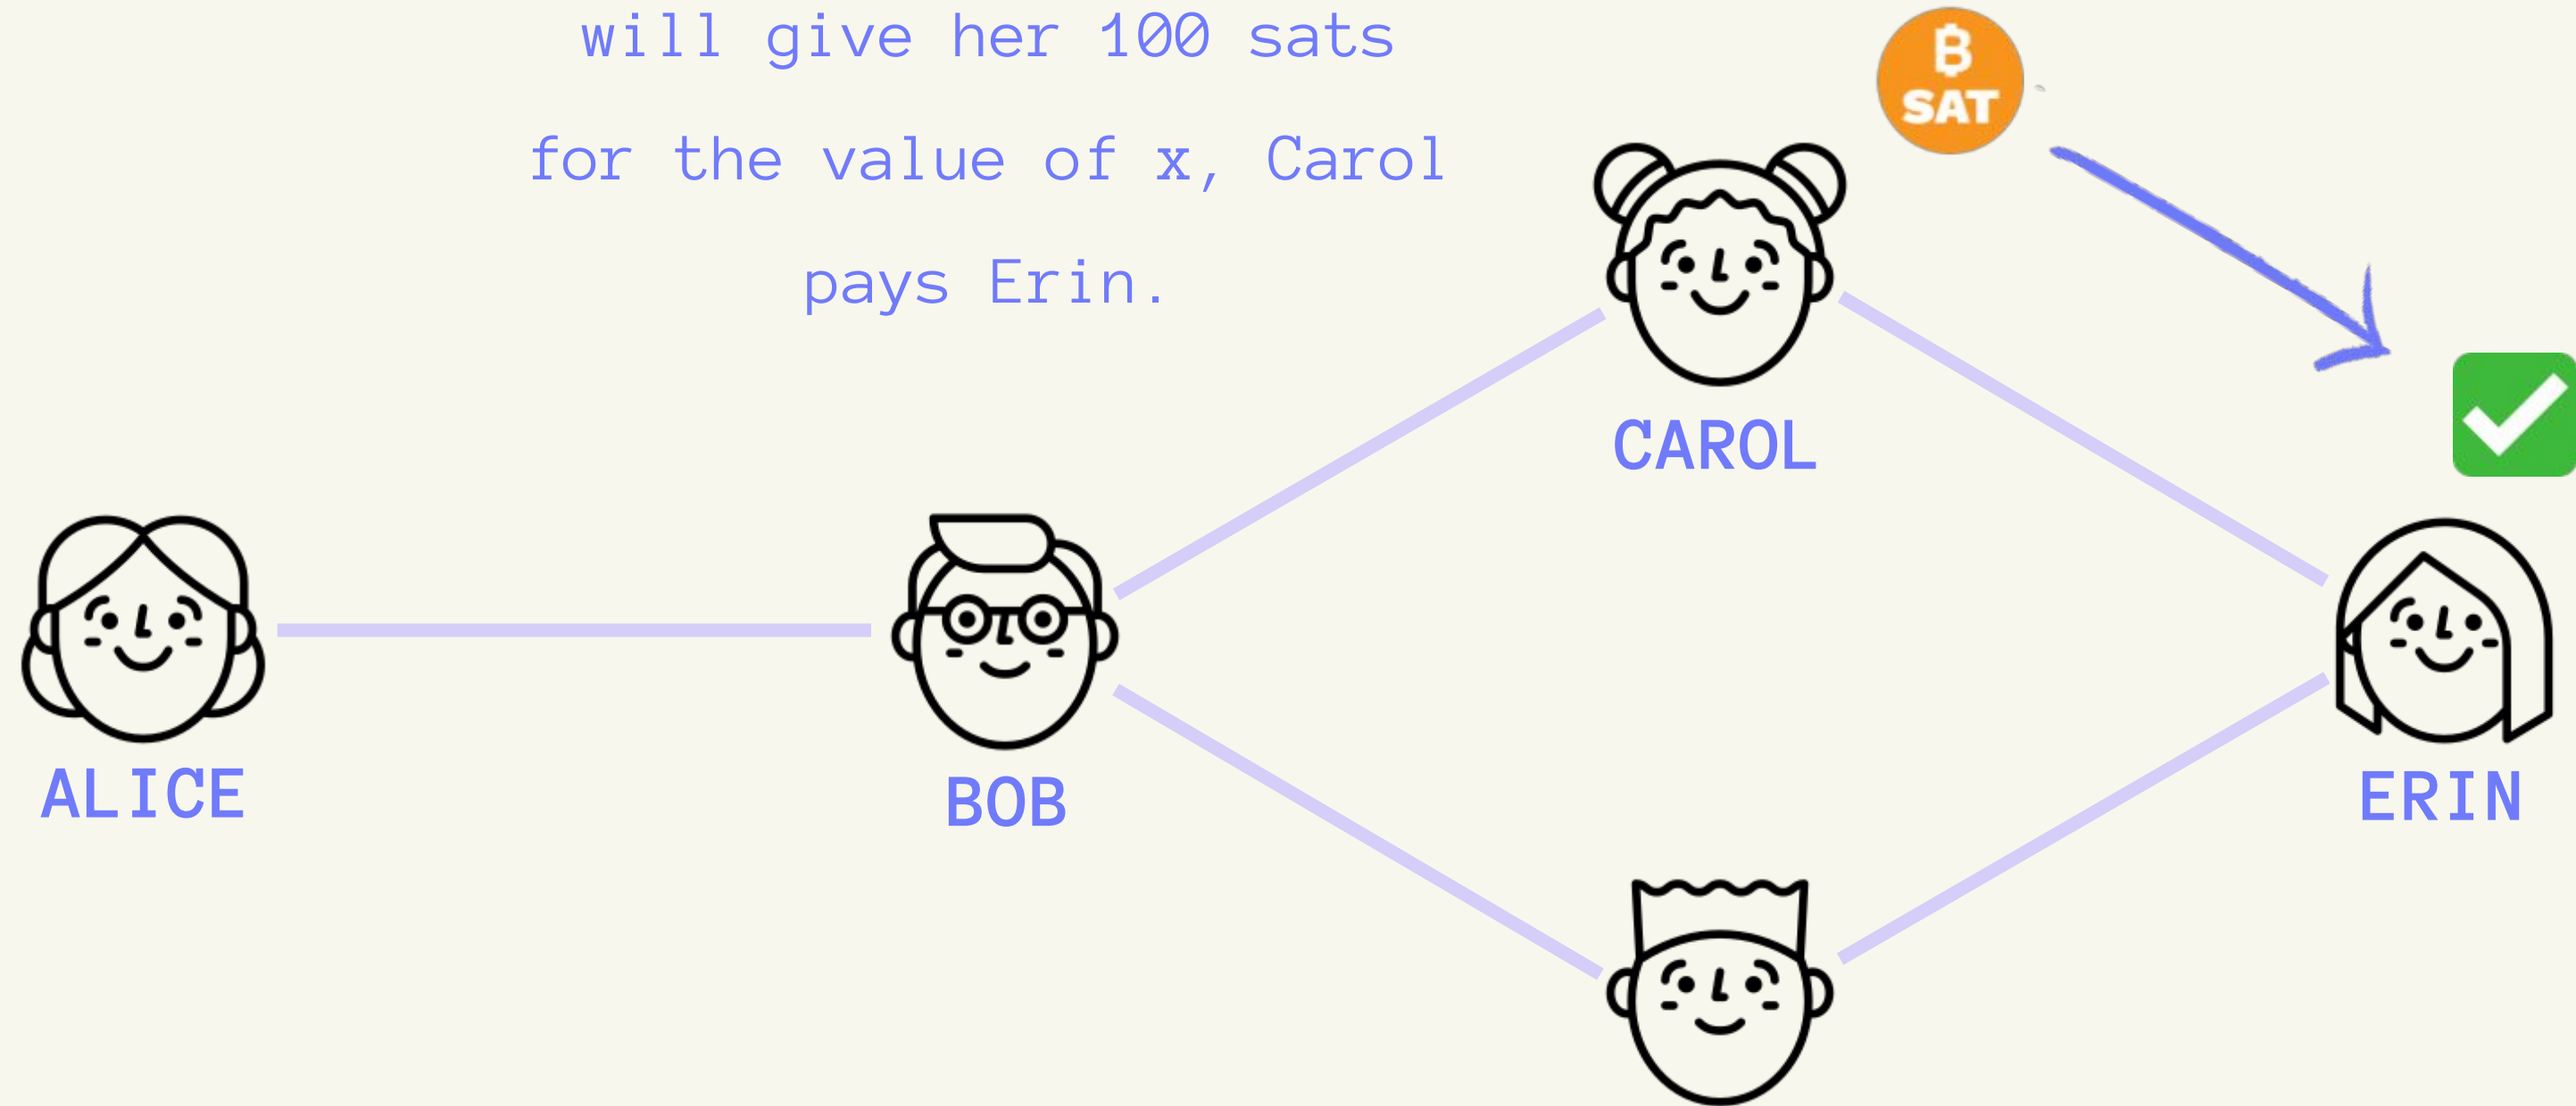 will give her 100 sats
for the value of x, Carol
pays Erin.
₿
SAT
CAROL
ALICE
BOB
ERIN